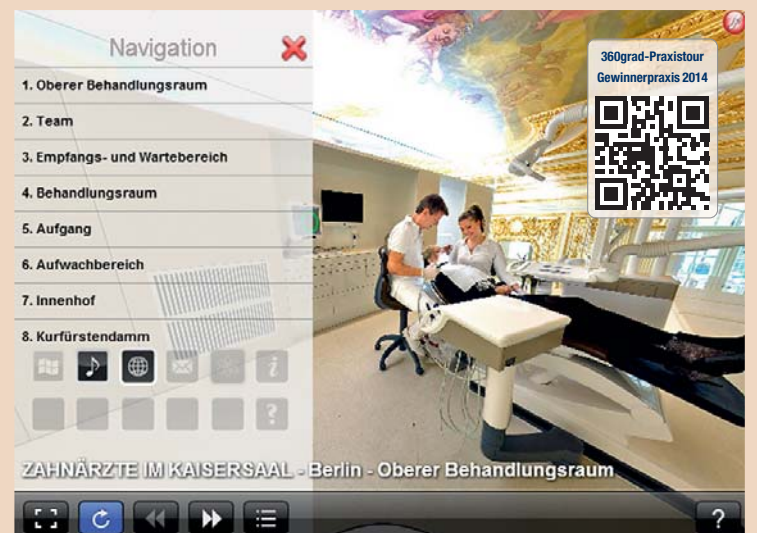 Navigation
1. Oberer Behandlungsraum
2. Team
3. Empfangs- und Wartebereich
4. Behandlungsraum
5. Aufgang
6. Aufwachbereich
7. Innenhof
8. Kurfürstendamm
360grad-Praxistour
Gewinnerpraxis 2014
i
?
ZAHNÄRZTE IM KAISERSAAL - Berlin - Oberer Behandlungsraum
?